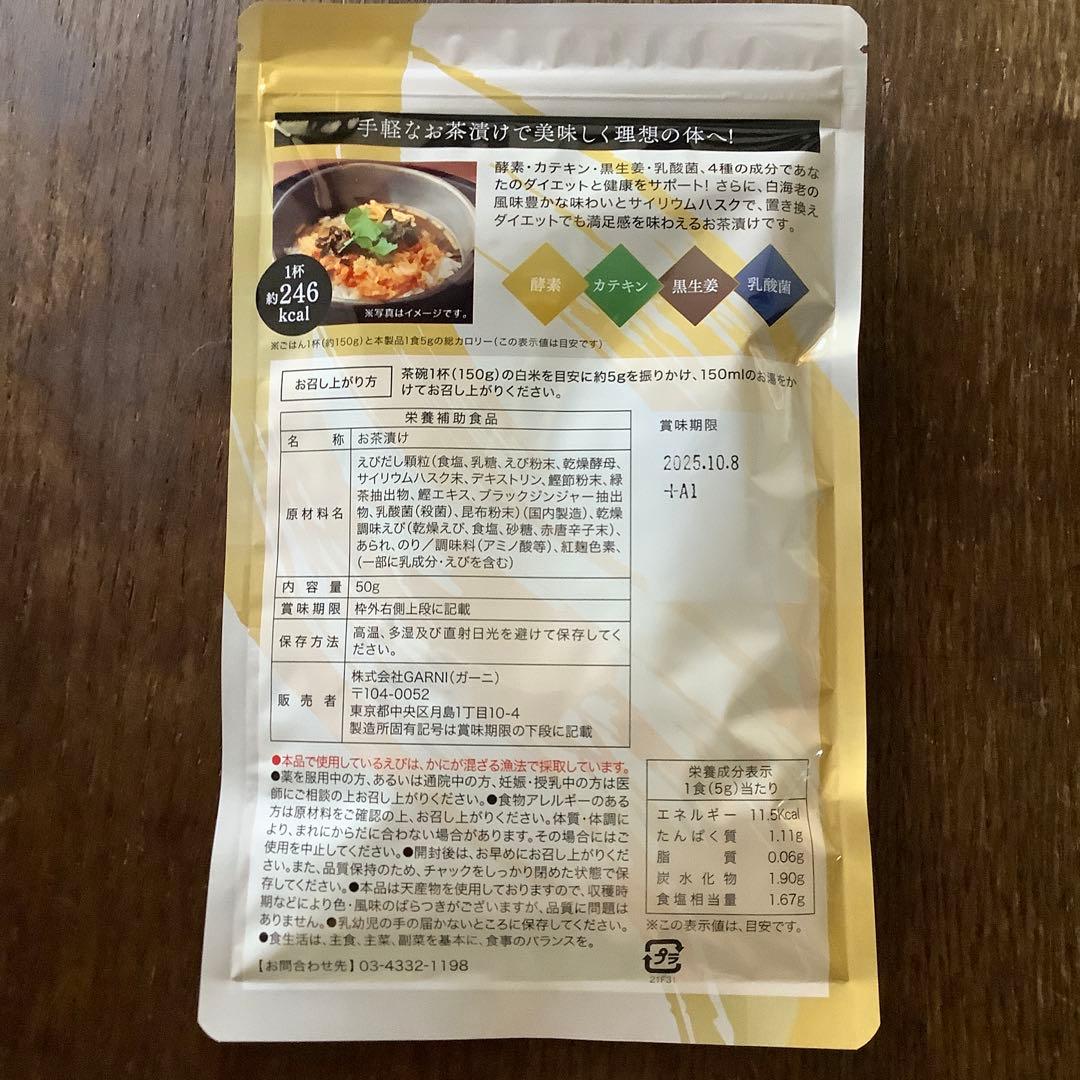 手軽なお茶漬けで美味しく理想の体へ!
酵素・カテキン・黒生姜・乳酸菌、4種の成分であな
たのダイエットと健康をサポート! さらに、白海老の
風味豊かな味わいとサイリウムハスクで、置き換え
ダイエットでも満足感を味わえるお茶漬けです。
1杯
約246
kcal
※写真はイメージです。
酵素
カテキン
黒生姜
乳酸菌
※ごはん1杯(約150g)と本製品1食5gの総カロリー(この表示値は目安です)
お召し上がり方
茶碗1杯(150g)の白米を目安に約5gを振りかけ、150mlのお湯をか
けてお召し上がりください。
栄養補助食品
名称 お茶漬け
原材料名
えびだし顆粒(食塩、乳糖、えび粉末、乾燥酵母、
サイリウムハスク末、デキストリン、鰹節粉末、緑
茶抽出物、鰹エキス、ブラックジンジャー抽出
物、乳酸菌(殺菌)、昆布粉末)(国内製造)、乾燥
調味えび(乾燥えび、食塩、砂糖、赤唐辛子末)、
あられ、のり/調味料(アミノ酸等)、紅麹色素、
(一部に乳成分・えびを含む)
内容量 50g
賞味期限 枠外右側上段に記載
保存方法
高温、多湿及び直射日光を避けて保存してく
ださい。
販売者
株式会社GARNI(ガーニ)
〒104-0052
東京都中央区月島1丁目10-4
製造所固有記号は賞味期限の下段に記載
賞味期限
2025.10.8
+A1
●本品で使用しているえびは、かにが混ざる漁法で採取しています。
●薬を服用中の方、あるいは通院中の方、妊娠・授乳中の方は医
師にご相談の上お召し上がりください。●食物アレルギーのある
方は原材料をご確認の上、お召し上がりください。体質・体調に
より、まれにからだに合わない場合があります。その場合にはご
使用を中止してください。●開封後は、お早めにお召し上がりくだ
さい。また、品質保持のため、チャックをしっかり閉めた状態で保
存してください。●本品は天産物を使用しておりますので、収穫時
期などにより色・風味のばらつきがございますが、品質に問題は
ありません。●乳幼児の手の届かないところに保存してください。
●食生活は、主食、主菜、副菜を基本に、食事のバランスを。
【お問合わせ先】03-4332-1198
栄養成分表示
1食(5g)当たり
エネルギー 11.5Kcal
たんぱく質 1.11g
脂質 0.06g
炭水化物 1.90g
食塩相当量 1.67g
※この表示値は、目安です。
プラ
21F31